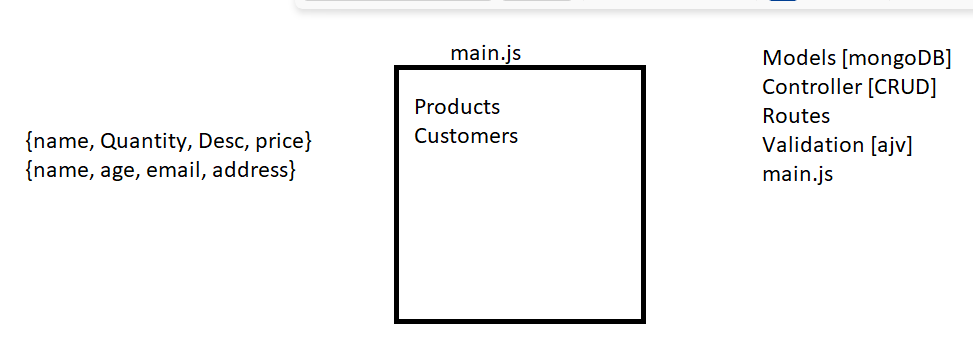 main.js
Products
Customers
{name, Quantity, Desc, price}
{name, age, email, address}
Models [mongoDB]
Controller [CRUD]
Routes
Validation [ajv]
main.js